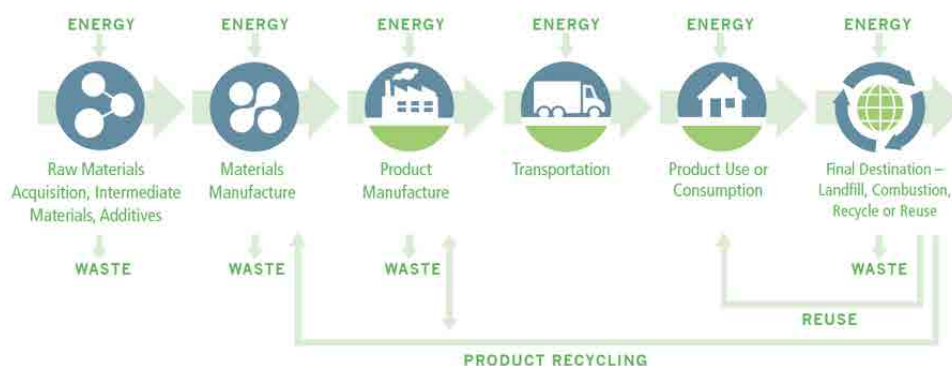 ENERGY ENERGY ENERGY ENERGY ENERGY ENERGY
Raw Materials
Acquisition, Intermediate
Materials, Additives
Materials
Manufacture
Product
Manufacture
Transportation
Product Use or
Consumption
Final Destination –
Landfill, Combustion,
Recycle or Reuse
WASTE WASTE WASTE WASTE
REUSE
PRODUCT RECYCLING